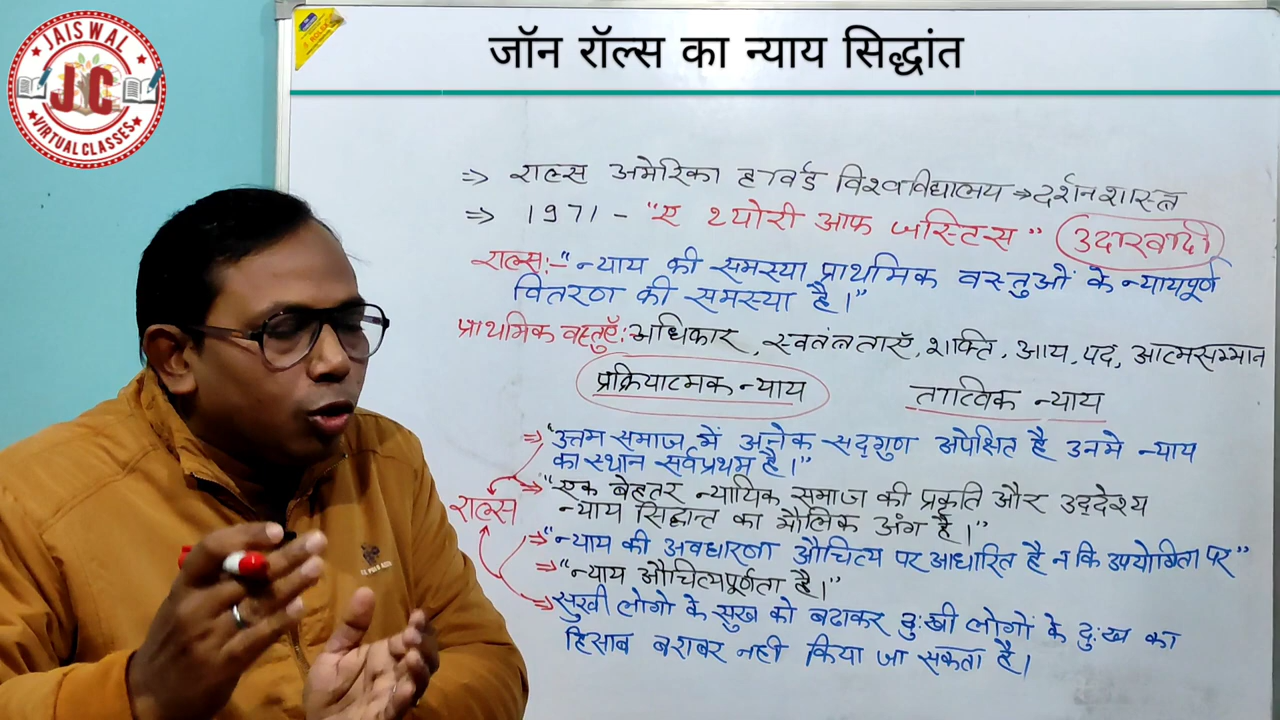 JAISWAL
JC
VIRTUAL CLASSES
जॉन रॉल्स का न्याय सिद्धांत
⇒ राल्स अमेरिका हार्वर्ड विश्वविद्यालय → दर्शनशास्त्र
⇒ 1971 - "ए थ्योरी आफ जस्टिस" उदारवादी
राल्स:- "न्याय की समस्या प्राथमिक वस्तुओं के न्यायपूर्ण
वितरण की समस्या है।"
प्राथमिक वस्तुएँ: अधिकार, स्वतंत्रताएँ, शक्ति, आय, पद, आत्मसम्मान
प्रक्रियात्मक न्याय तात्विक न्याय
⇒ "उत्तम समाज में अनेक सद्गुण अपेक्षित है उनमे न्याय
का स्थान सर्वप्रथम है।"
⇒ "एक बेहतर न्यायिक समाज की प्रकृति और उद्देश्य
न्याय सिद्धान्त का मौलिक अंग है।"
राल्स
⇒ "न्याय की अवधारणा औचित्य पर आधारित है न कि उपयोगिता पर"
⇒ "न्याय औचित्यपूर्णता है।"
⇒ सुखी लोगो के सुख को बढाकर दुःखी लोगों के दुःख का
हिसाब बराबर नही किया जा सकता है।